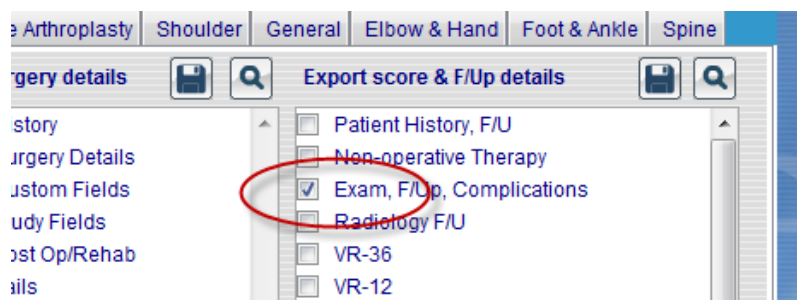 e Arthroplasty Shoulder General Elbow & Hand Foot & Ankle Spine
rgery details
istory
urgery Details
ustom Fields
udy Fields
ost Op/Rehab
ails
Export score & F/Up details
Patient History, F/U
Non-operative Therapy
Exam, F/Up, Complications
Radiology F/U
VR-36
VR-12